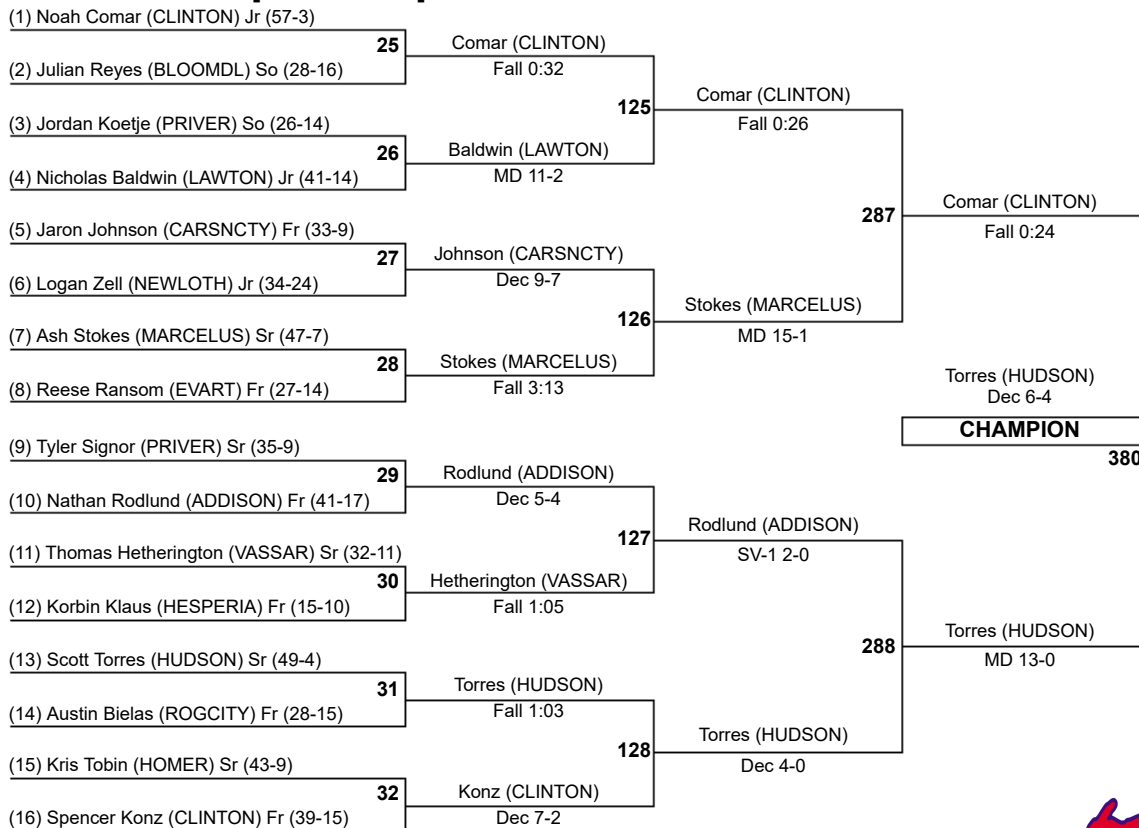 (1) Noah Comar (CLINTON) Jr (57-3)
25
(2) Julian Reyes (BLOOMDL) So (28-16)
Comar (CLINTON)
Fall 0:32
(3) Jordan Koetje (PRIVER) So (26-14)
26
(4) Nicholas Baldwin (LAWTON) Jr (41-14)
Baldwin (LAWTON)
MD 11-2
125
Comar (CLINTON)
Fall 0:26
(5) Jaron Johnson (CARSNCTY) Fr (33-9)
27
(6) Logan Zell (NEWLOTH) Jr (34-24)
Johnson (CARSNCTY)
Dec 9-7
(7) Ash Stokes (MARCELUS) Sr (47-7)
28
(8) Reese Ransom (EVART) Fr (27-14)
Stokes (MARCELUS)
Fall 3:13
126
Stokes (MARCELUS)
MD 15-1
287
Comar (CLINTON)
Fall 0:24
Torres (HUDSON)
Dec 6-4
CHAMPION
380
(9) Tyler Signor (PRIVER) Sr (35-9)
29
(10) Nathan Rodlund (ADDISON) Fr (41-17)
Rodlund (ADDISON)
Dec 5-4
(11) Thomas Hetherington (VASSAR) Sr (32-11)
30
(12) Korbin Klaus (HESPERIA) Fr (15-10)
Hetherington (VASSAR)
Fall 1:05
127
Rodlund (ADDISON)
SV-1 2-0
(13) Scott Torres (HUDSON) Sr (49-4)
31
(14) Austin Bielas (ROGCITY) Fr (28-15)
Torres (HUDSON)
Fall 1:03
(15) Kris Tobin (HOMER) Sr (43-9)
32
(16) Spencer Konz (CLINTON) Fr (39-15)
Konz (CLINTON)
Dec 7-2
128
Torres (HUDSON)
Dec 4-0
288
Torres (HUDSON)
MD 13-0